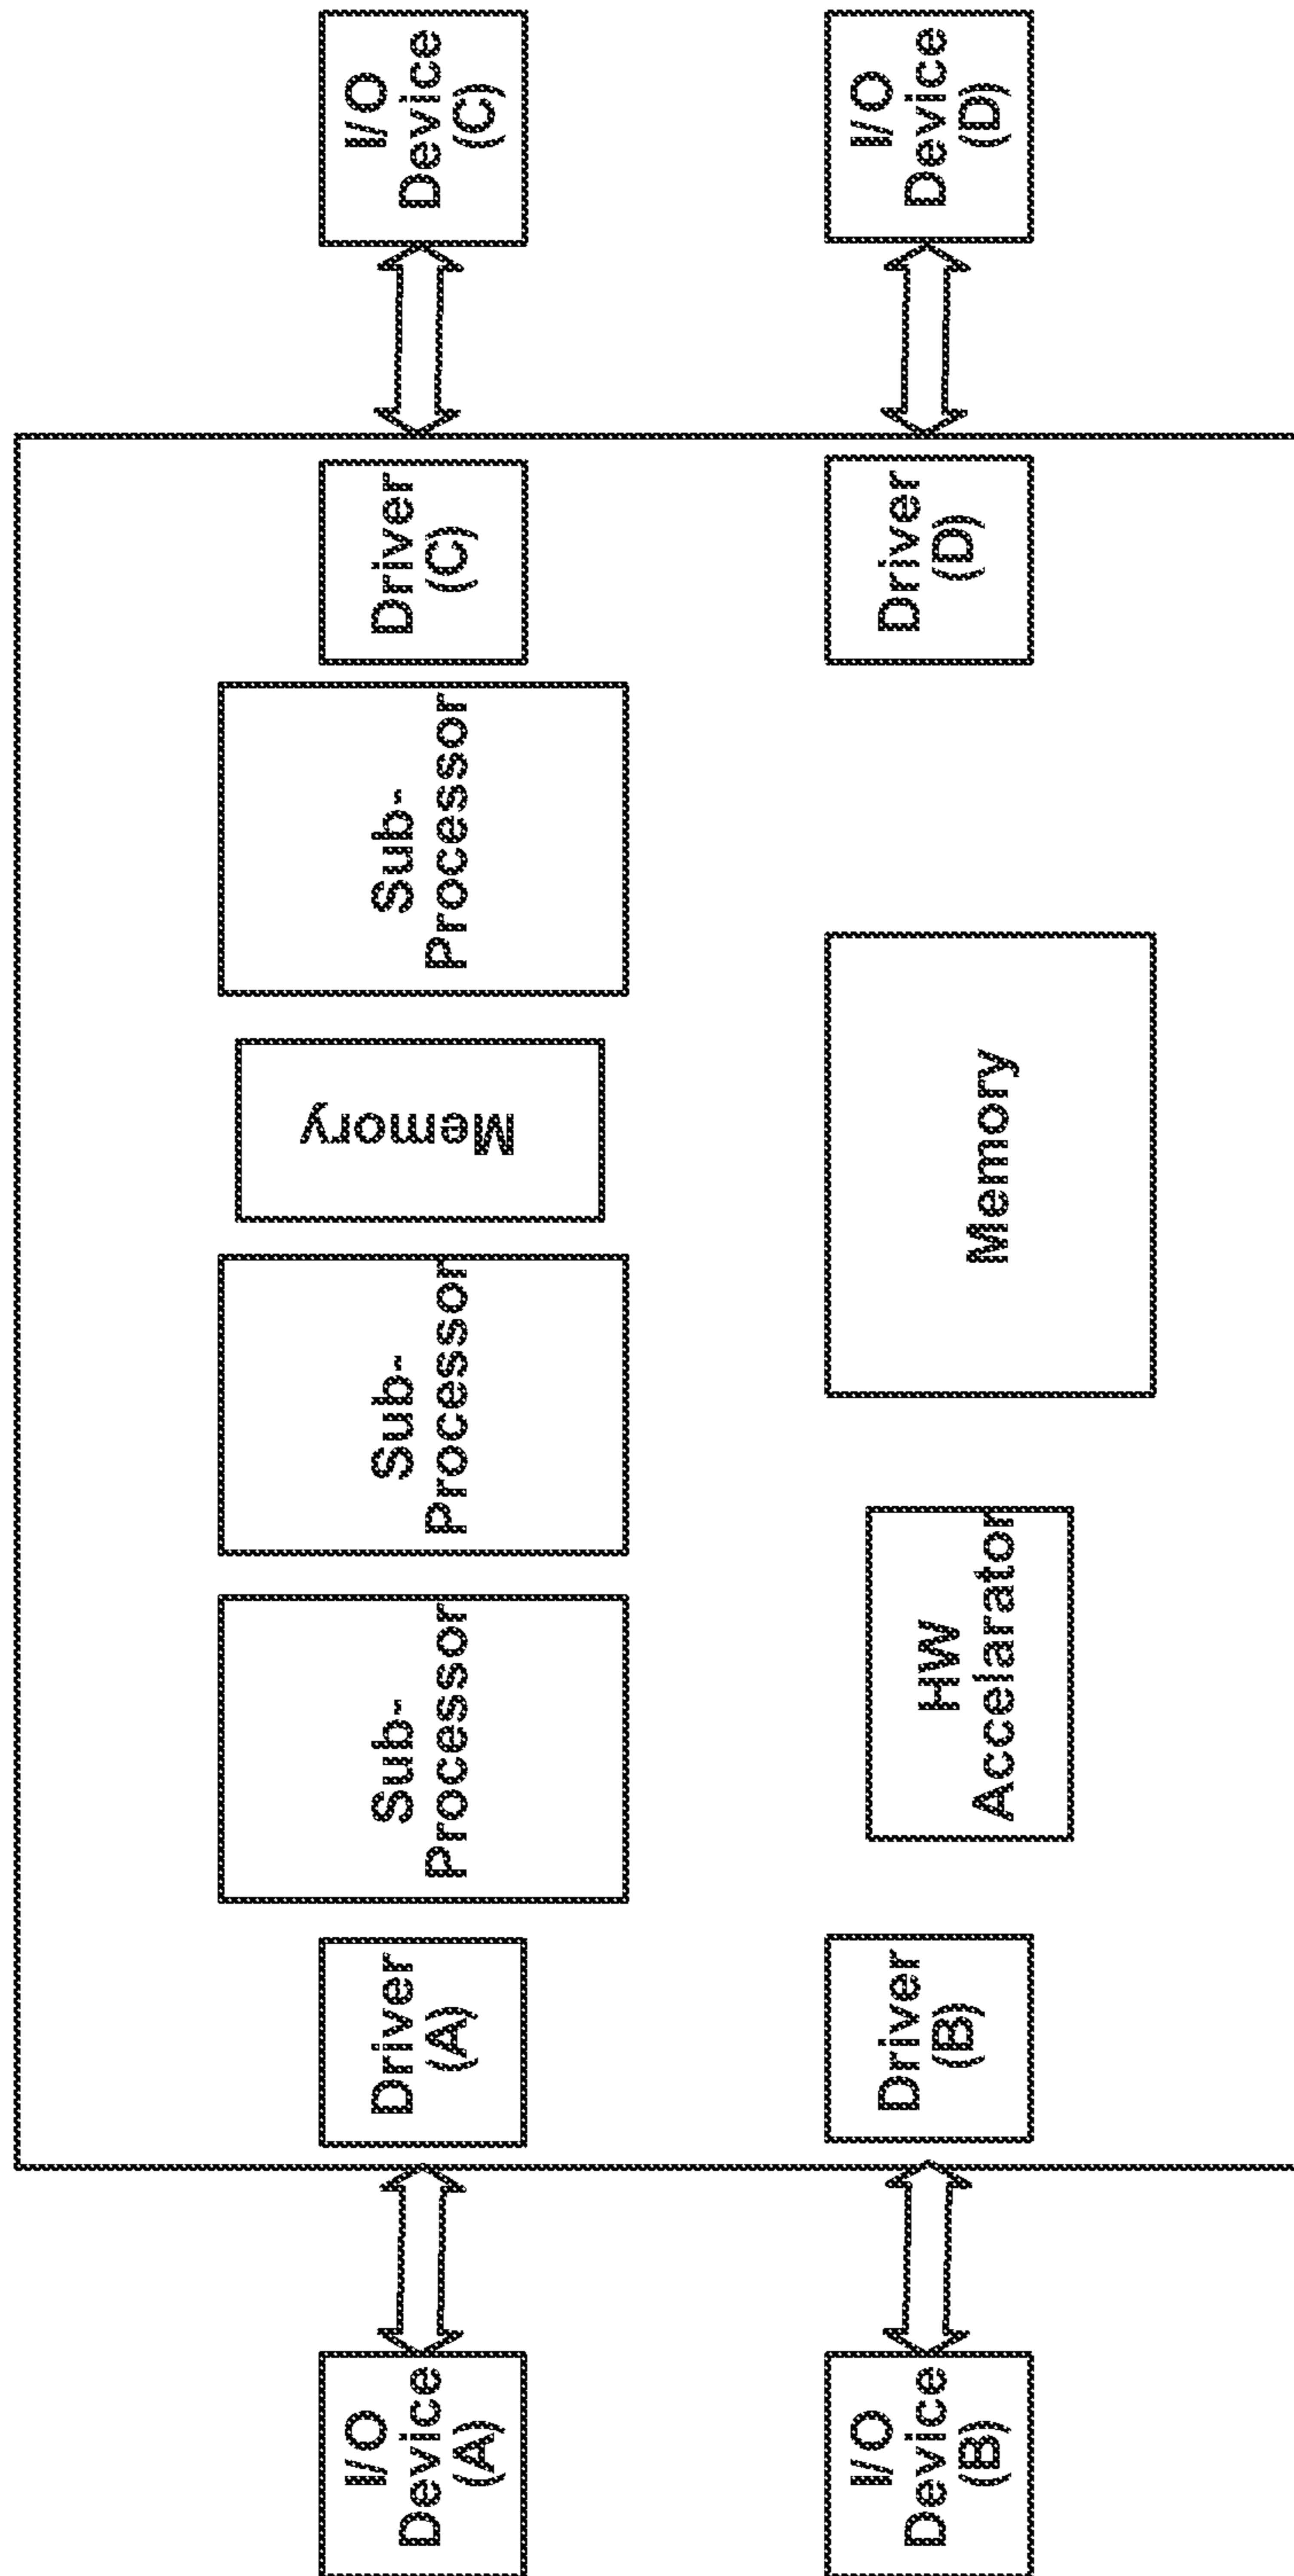 I/O
Device
(A)
Driver
(A)
Sub-
Processor
Sub-
Processor
Memory
Sub-
Processor
Driver
(C)
I/O
Device
(C)
I/O
Device
(B)
Driver
(B)
HW
Accelarator
Memory
Driver
(D)
I/O
Device
(D)